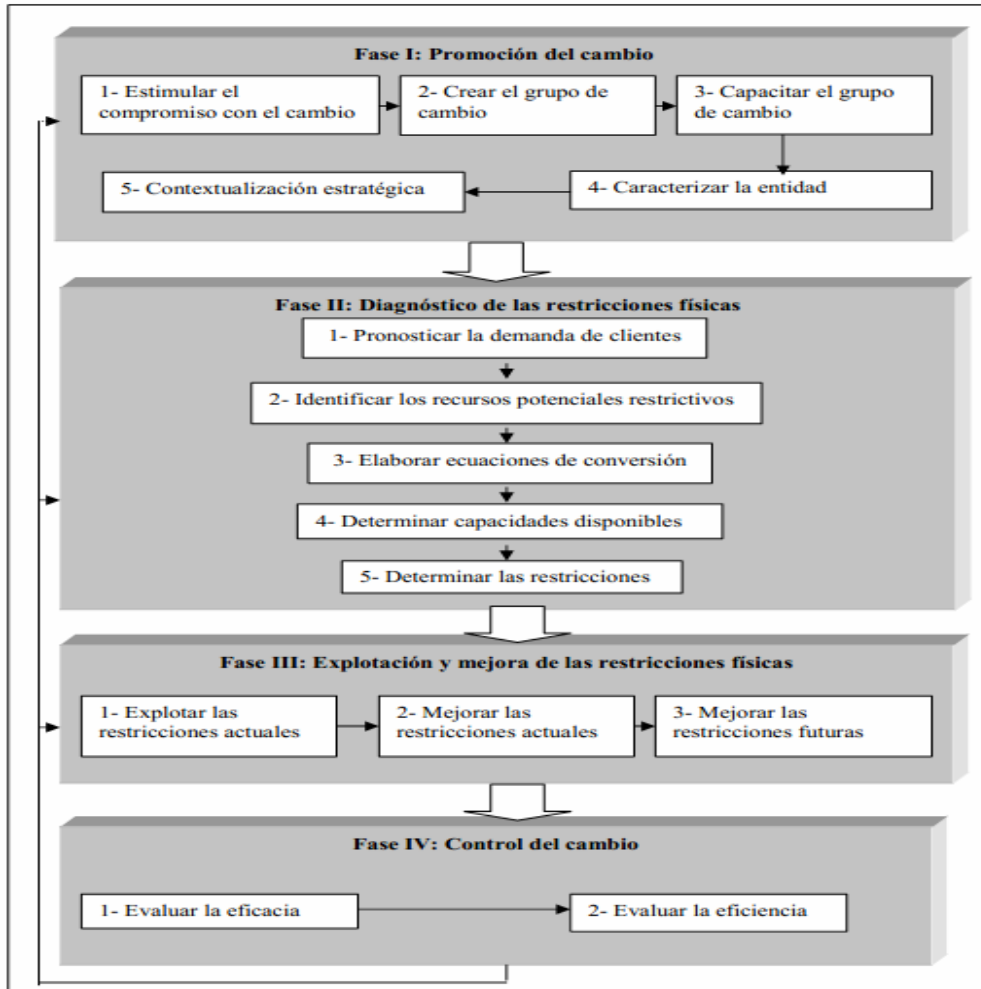 Fase I: Promoción del cambio
1- Estimular el
compromiso con el cambio
2- Crear el grupo de
cambio
3- Capacitar el grupo
de cambio
4- Caracterizar la entidad
5- Contextualización estratégica
Fase II: Diagnóstico de las restricciones físicas
1- Pronosticar la demanda de clientes
2- Identificar los recursos potenciales restrictivos
3- Elaborar ecuaciones de conversión
4- Determinar capacidades disponibles
5- Determinar las restricciones
Fase III: Explotación y mejora de las restricciones físicas
1- Explotar las
restricciones actuales
2- Mejorar las
restricciones actuales
3- Mejorar las
restricciones futuras
Fase IV: Control del cambio
1- Evaluar la eficacia
2- Evaluar la eficiencia